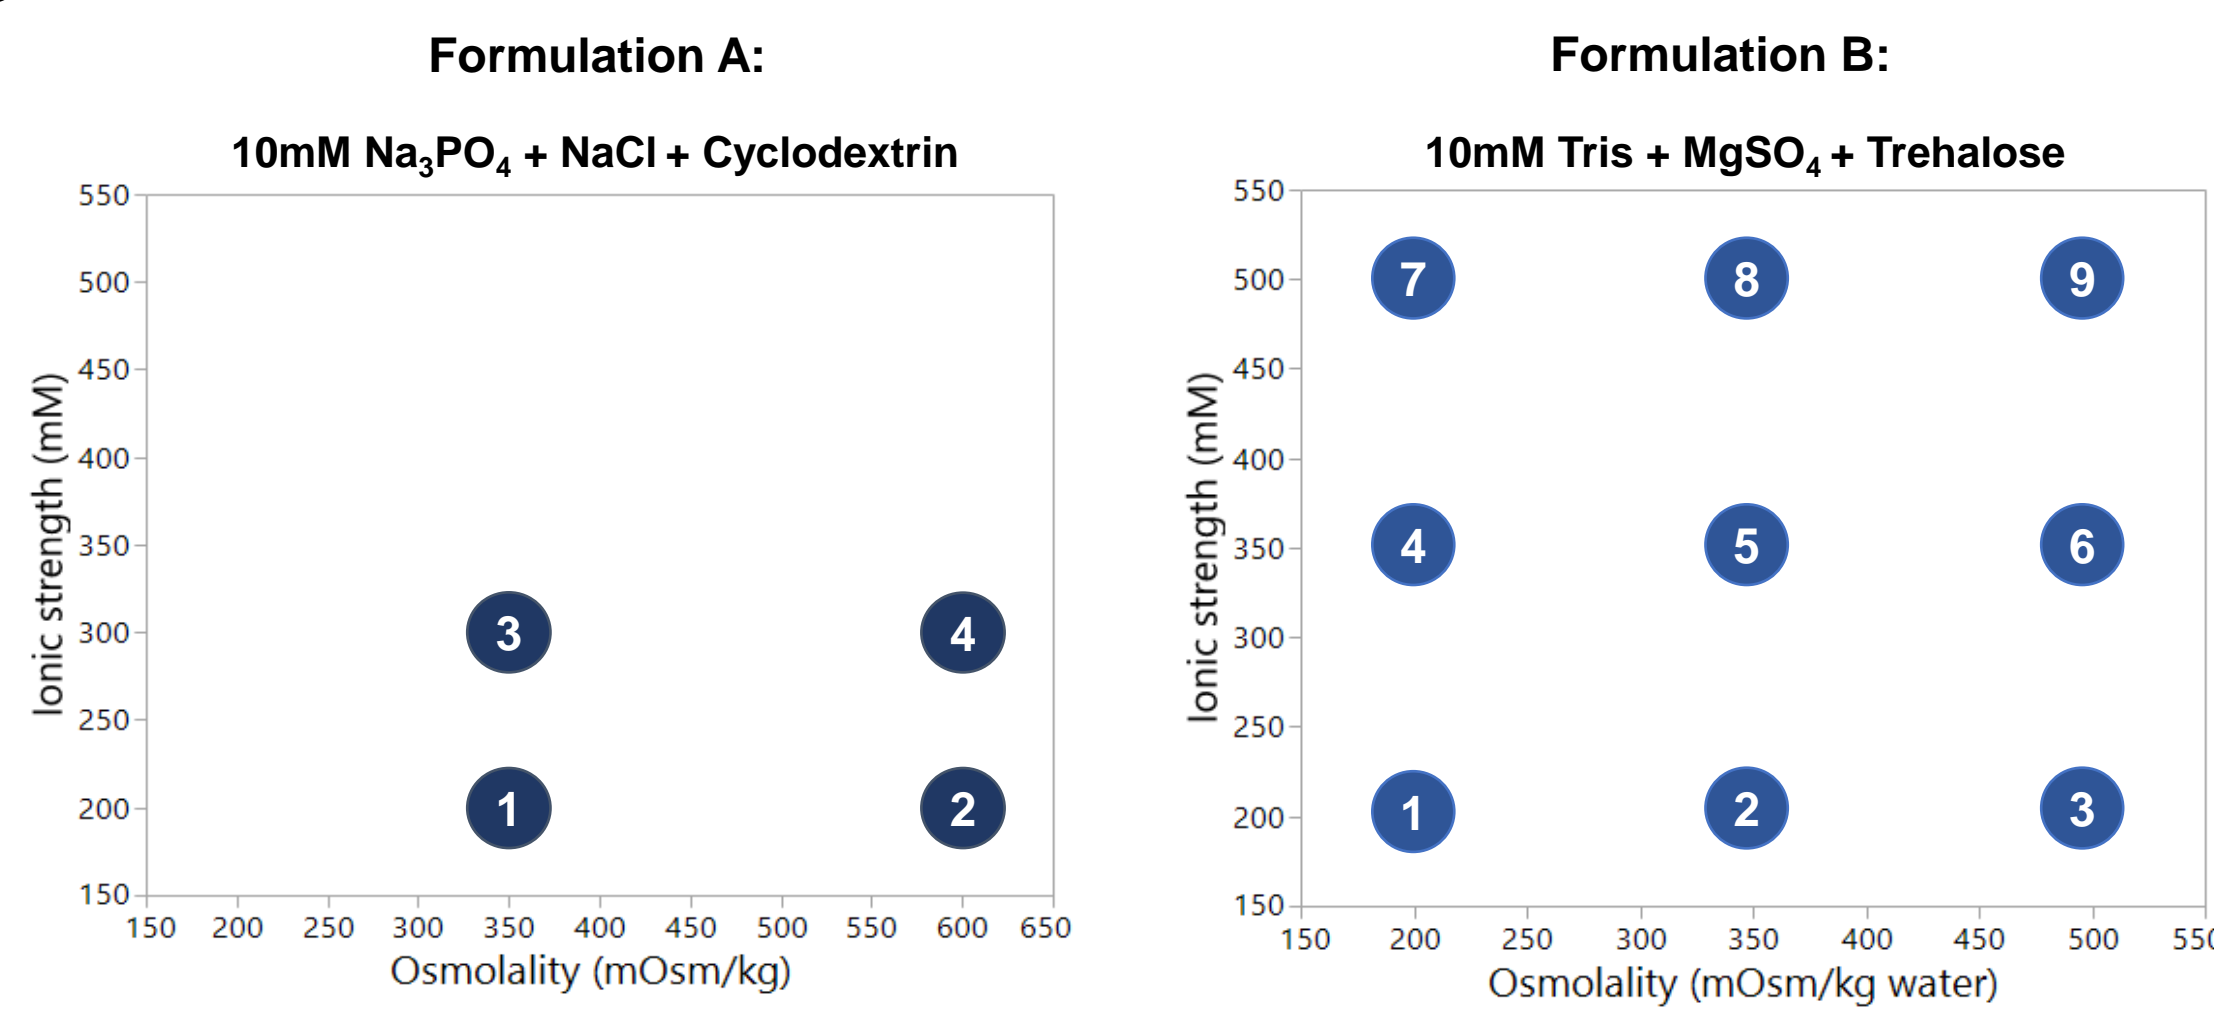 Formulation A:
10mM Na₃PO₄ + NaCl + Cyclodextrin
550
500
450
400
350
300
250
200
150
Ionic strength (mM)
3
4
1
2
150 200 250 300 350 400 450 500 550 600 650
Osmolality (mOsm/kg)
Formulation B:
10mM Tris + MgSO₄ + Trehalose
550
500
450
400
350
300
250
200
150
Ionic strength (mM)
7 8 9
4 5 6
1 2 3
150 200 250 300 350 400 450 500 550
Osmolality (mOsm/kg water)